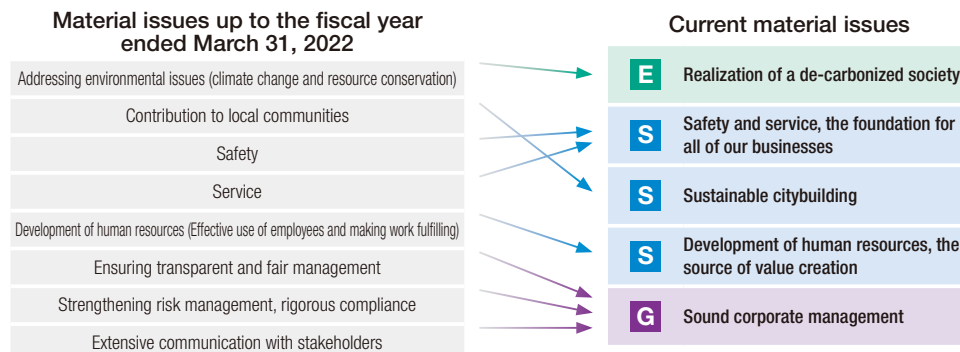 Material issues up to the fiscal year
ended March 31, 2022
Addressing environmental issues (climate change and resource conservation)
Contribution to local communities
Safety
Service
Development of human resources (Effective use of employees and making work fulfilling)
Ensuring transparent and fair management
Strengthening risk management, rigorous compliance
Extensive communication with stakeholders
Current material issues
E Realization of a de-carbonized society
S Safety and service, the foundation for
all of our businesses
S Sustainable citybuilding
S Development of human resources, the
source of value creation
G Sound corporate management